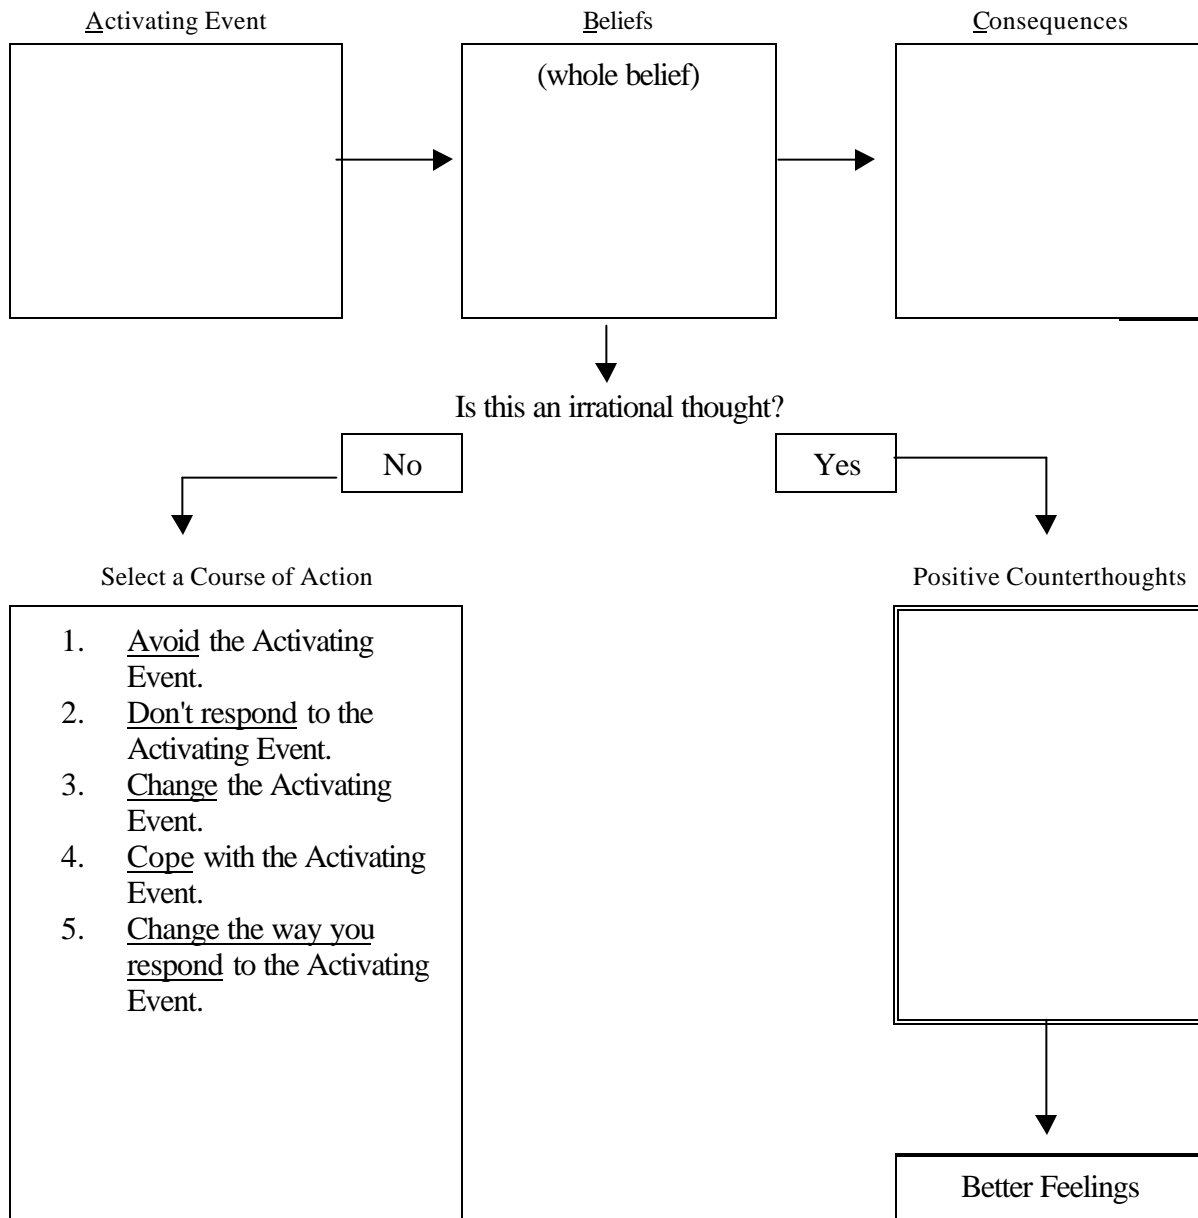 Activating Event
Beliefs
Consequences
(whole belief)
Is this an irrational thought?
No
Yes
Select a Course of Action
Positive Counterthoughts
1. Avoid the Activating
Event.
2. Don't respond to the
Activating Event.
3. Change the Activating
Event.
4. Cope with the Activating
Event.
5. Change the way you
respond to the Activating
Event.
Better Feelings